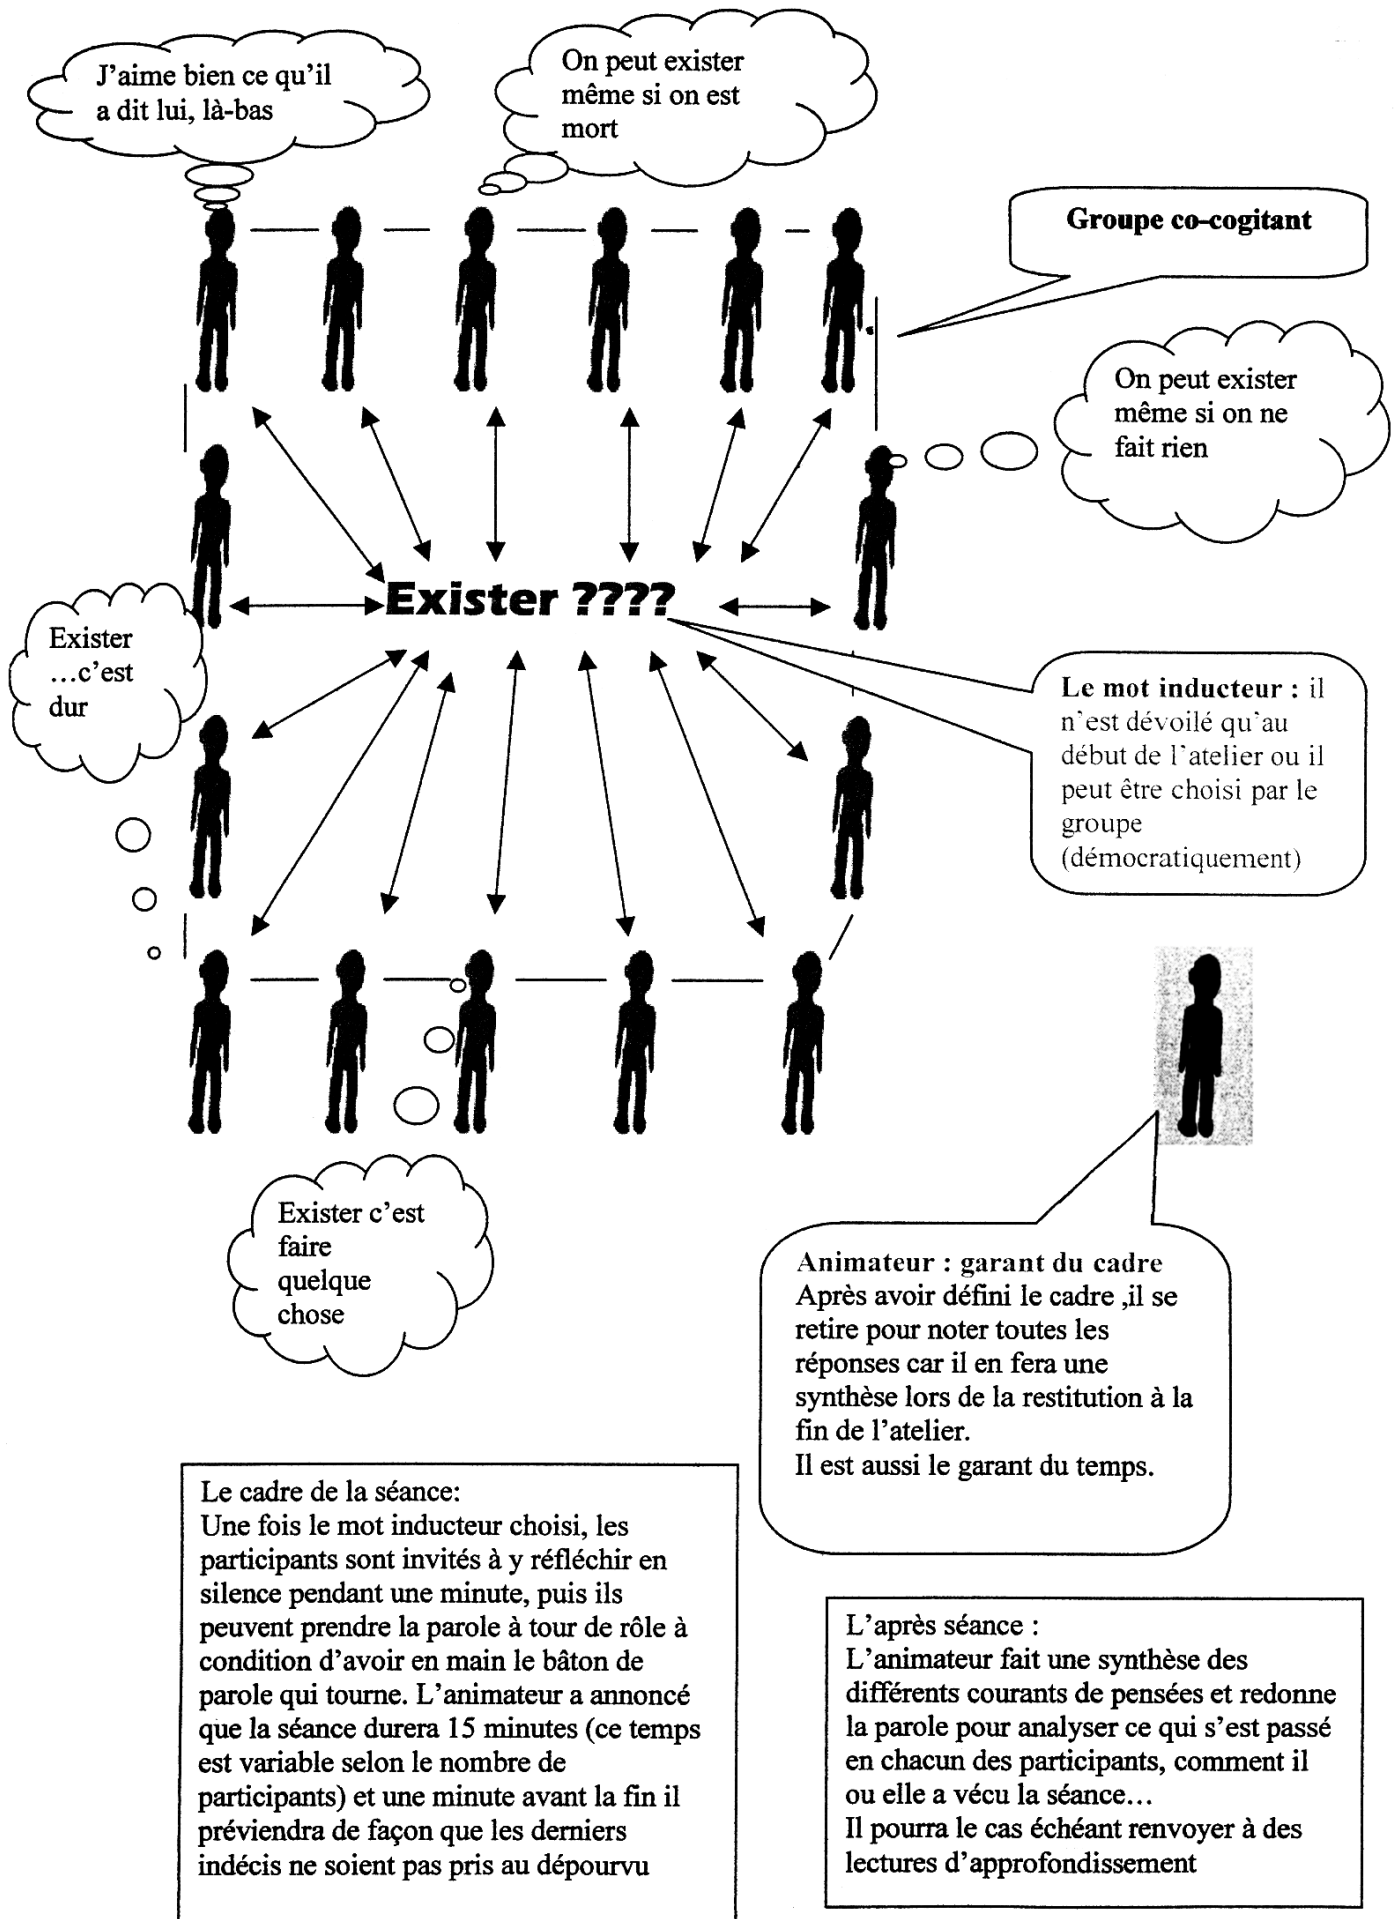 J'aime bien ce qu'il
a dit lui, là-bas
On peut exister
même si on est
mort
Groupe co-cogitant
On peut exister
même si on ne
fait rien
Exister ????
Exister
…c'est
dur
Le mot inducteur : il
n'est dévoilé qu'au
début de l'atelier ou il
peut être choisi par le
groupe
(démocratiquement)
Exister c'est
faire
quelque
chose
Animateur : garant du cadre
Après avoir défini le cadre ,il se
retire pour noter toutes les
réponses car il en fera une
synthèse lors de la restitution à la
fin de l'atelier.
Il est aussi le garant du temps.
Le cadre de la séance:
Une fois le mot inducteur choisi, les
participants sont invités à y réfléchir en
silence pendant une minute, puis ils
peuvent prendre la parole à tour de rôle à
condition d'avoir en main le bâton de
parole qui tourne. L'animateur a annoncé
que la séance durera 15 minutes (ce temps
est variable selon le nombre de
participants) et une minute avant la fin il
préviendra de façon que les derniers
indécis ne soient pas pris au dépourvu
L'après séance :
L'animateur fait une synthèse des
différents courants de pensées et redonne
la parole pour analyser ce qui s'est passé
en chacun des participants, comment il
ou elle a vécu la séance…
Il pourra le cas échéant renvoyer à des
lectures d'approfondissement